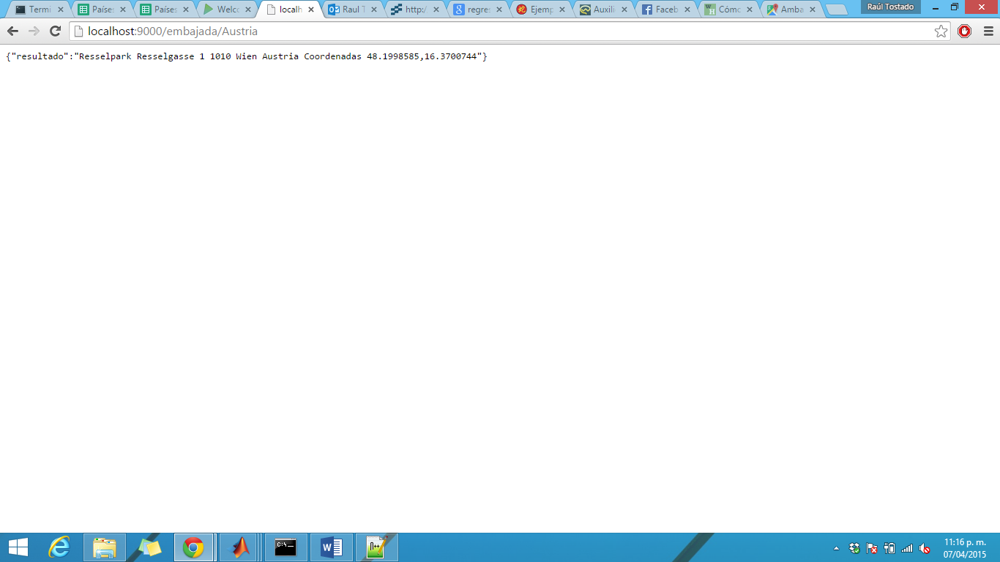 Termi Países Países Welco localh Raul T http:/ regres Ejemp Auxili Faceb Cómo Amba Raúl Tostado
localhost:9000/embajada/Austria
{"resultado":"Resselpark Resselgasse 1 1010 Wien Austria Coordenadas 48.1998585,16.3700744"}
11:16 p. m.
07/04/2015